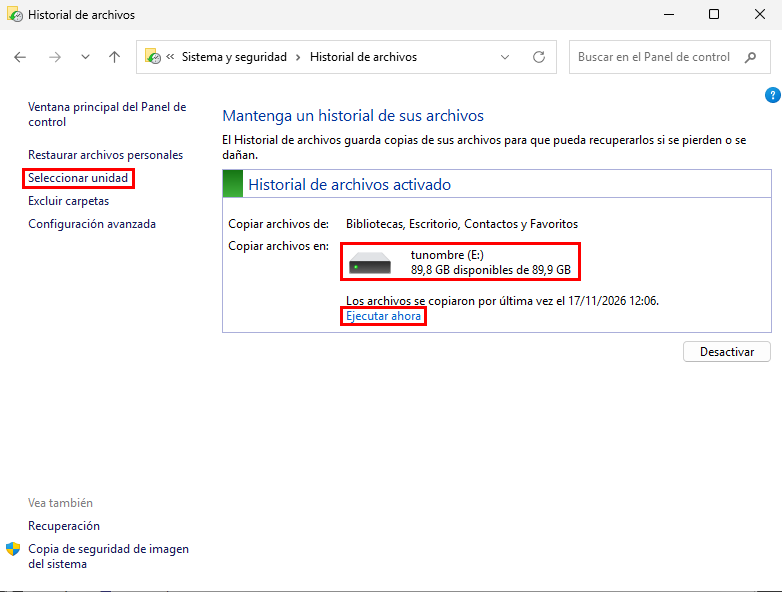 Historial de archivos
« Sistema y seguridad › Historial de archivos
Buscar en el Panel de control
Ventana principal del Panel de
control
Restaurar archivos personales
Seleccionar unidad
Excluir carpetas
Configuración avanzada
?
Mantenga un historial de sus archivos
El Historial de archivos guarda copias de sus archivos para que pueda recuperarlos si se pierden o se
dañan.
Historial de archivos activado
Copiar archivos de: Bibliotecas, Escritorio, Contactos y Favoritos
Copiar archivos en: tunombre (E:)
89,8 GB disponibles de 89,9 GB
Los archivos se copiaron por última vez el 17/11/2026 12:06.
Ejecutar ahora
Desactivar
Vea también
Recuperación
Copia de seguridad de imagen
del sistema